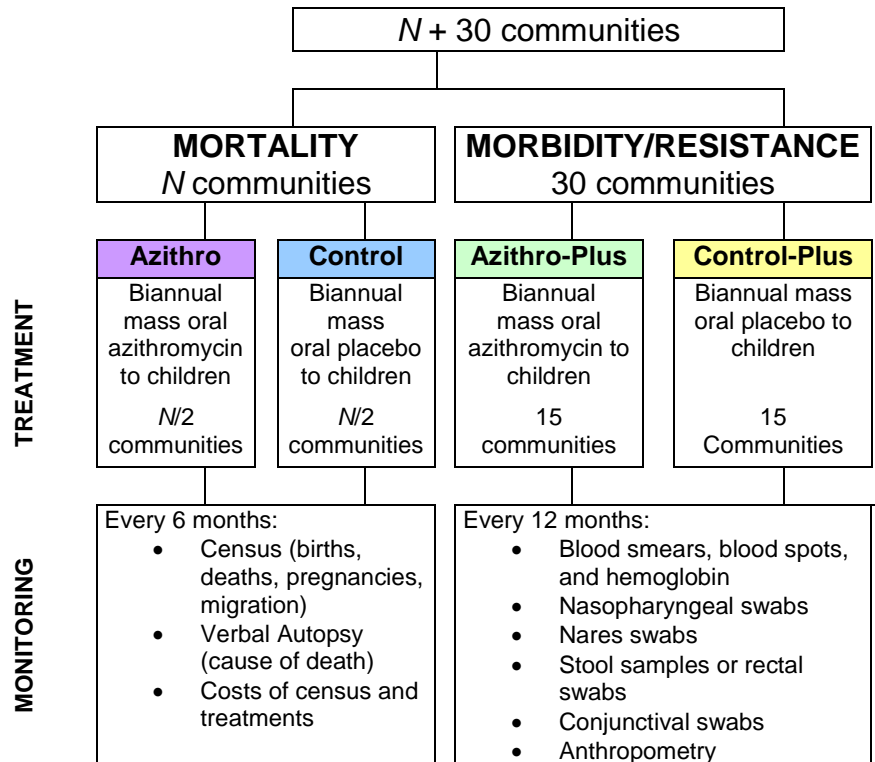 N + 30 communities
MORTALITY
N communities
MORBIDITY/RESISTANCE
30 communities
TREATMENT
Azithro
Biannual
mass oral
azithromycin
to children
N/2
communities
Control
Biannual
mass
oral placebo
to children
N/2
communities
Azithro-Plus
Biannual
mass oral
azithromycin to
children
15
communities
Control-Plus
Biannual mass
oral placebo to
children
15
Communities
MONITORING
Every 6 months:
• Census (births,
deaths, pregnancies,
migration)
• Verbal Autopsy
(cause of death)
• Costs of census and
treatments
Every 12 months:
• Blood smears, blood spots,
and hemoglobin
• Nasopharyngeal swabs
• Nares swabs
• Stool samples or rectal
swabs
• Conjunctival swabs
• Anthropometry